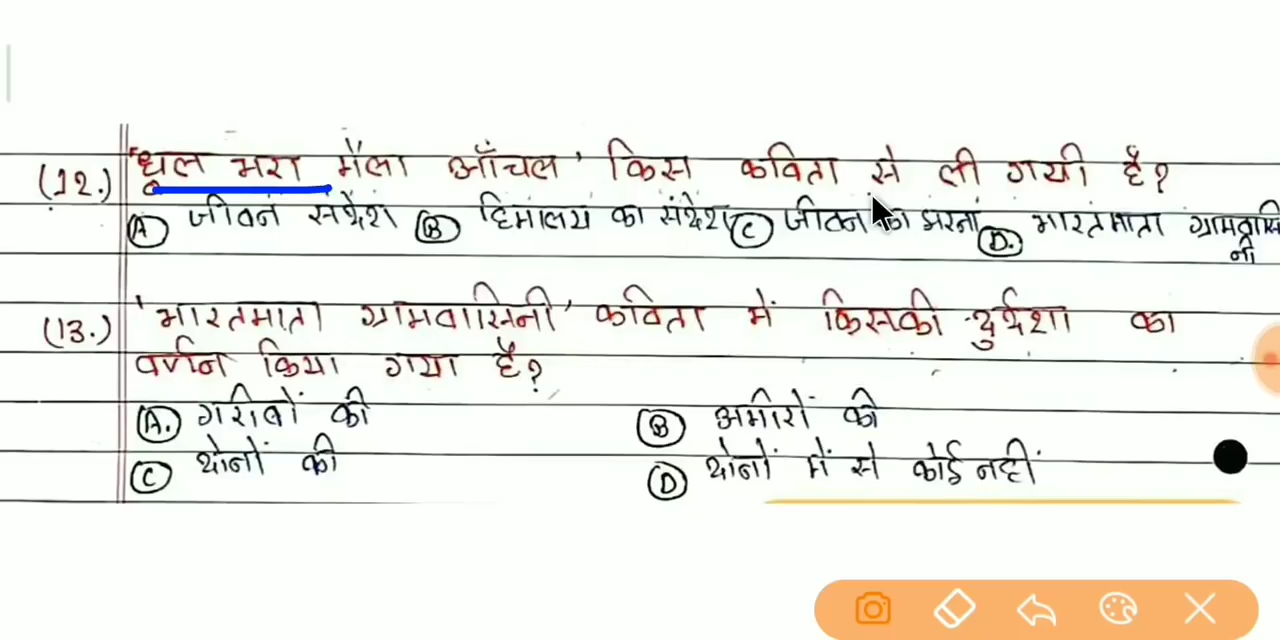 (12.) 'धूल भरा मैला आँचल' किस कविता से ली गयी है?
(A) जीवन संदेश (B) हिमालय का संदेश (C) जीवन का झरना (D.) भारतमाता ग्रामवासिनी
(13.) 'भारतमाता ग्रामवासिनी' कविता में किसकी दुर्दशा का
वर्णन किया गया है?
(A.) गरीबों की (B) अमीरों की
(C) दोनों की (D) दोनों में से कोई नहीं